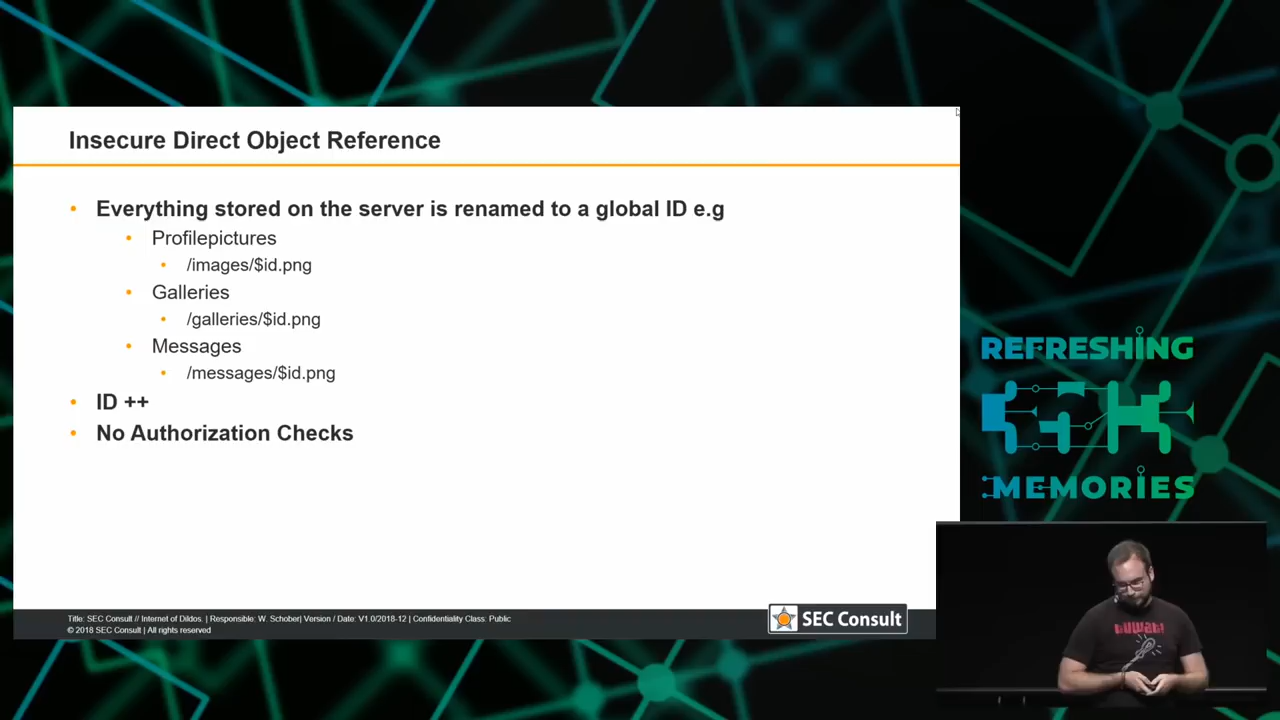 Insecure Direct Object Reference
• Everything stored on the server is renamed to a global ID e.g
• Profilepictures
• /images/$id.png
• Galleries
• /galleries/$id.png
• Messages
• /messages/$id.png
• ID ++
• No Authorization Checks
Title: SEC Consult // Internet of Dildos. | Responsible: W. Schober| Version / Date: V1.0/2018-12 | Confidentiality Class: Public
© 2018 SEC Consult | All rights reserved
SEC Consult
REFRESHING
MEMORIES
tuwat!